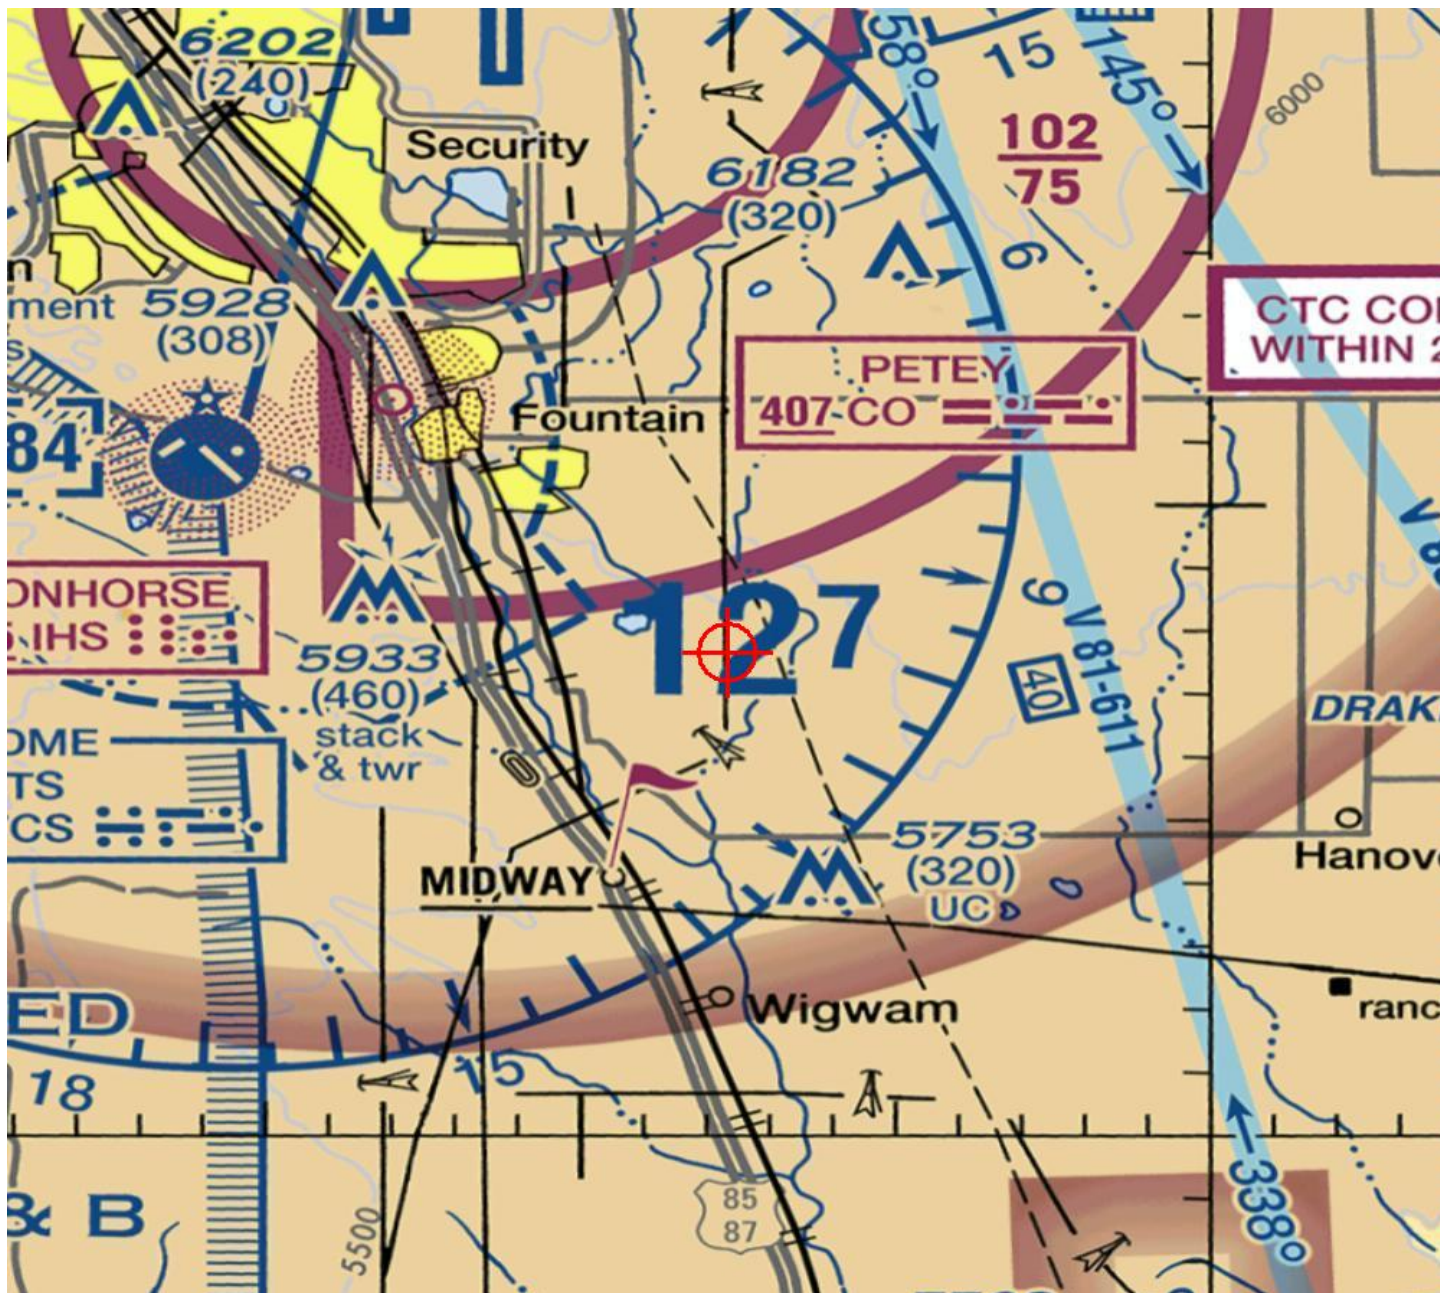 6202
(240)
58°
15
145°
6000
102
75
Security
6182
(320)
6
n
ment
5928
(308)
CTC CO
WITHIN 2
PETEY
407 CO
84
Fountain
V 6
ONHORSE
IHS
127
9
V 81-611
40
5933
(460)
stack
& twr
DRAK
OME
TS
CS
MIDWAY
5753
(320)
UC
Hanov
ED
Wigwam
ranc
18
15
& B
5500
85
87
338°